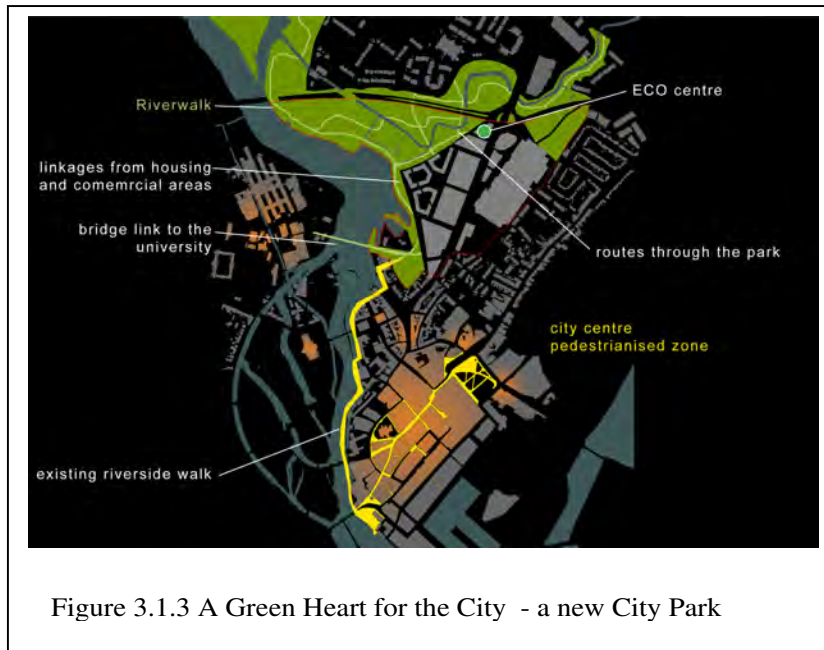 ECO centre
Riverwalk
linkages from housing
and comemrcial areas
bridge link to the
university
routes through the park
city centre
pedestrianised zone
existing riverside walk
Figure 3.1.3 A Green Heart for the City - a new City Park